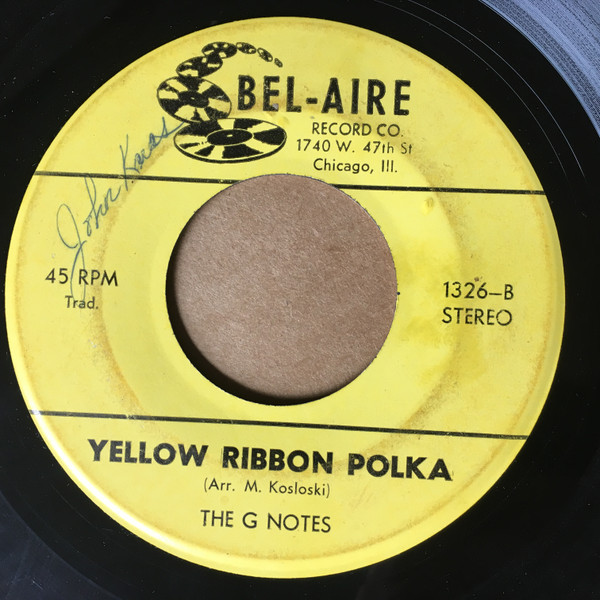 BEL-AIRE
RECORD CO.
1740 W. 47th St
Chicago, Ill.
John
45 RPM
Trad.
1326-B
STEREO
YELLOW RIBBON POLKA
(Arr. M. Kosloski)
THE G NOTES